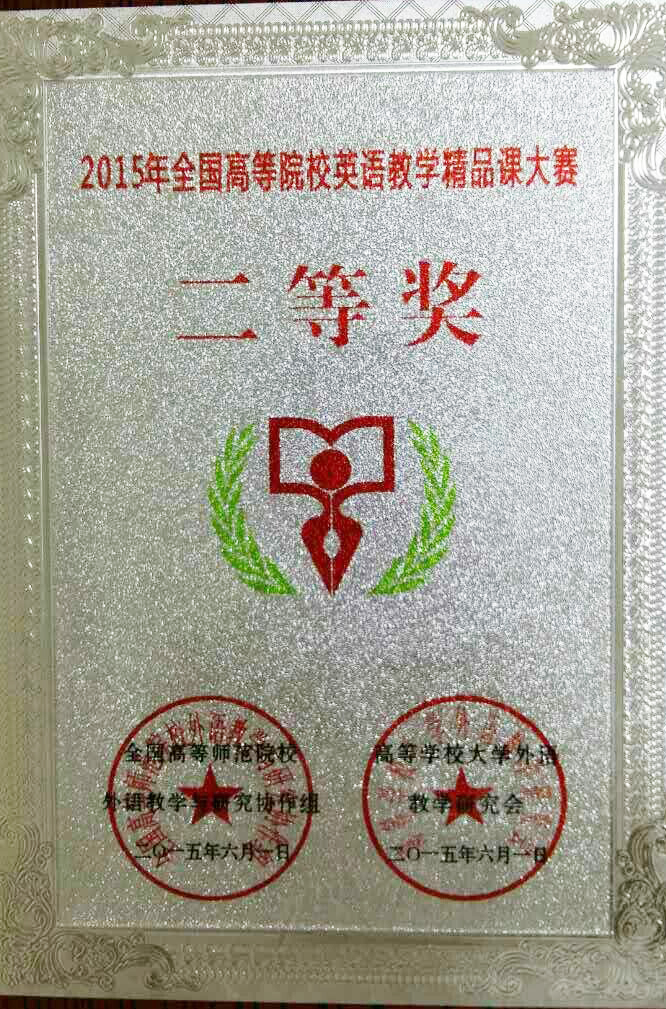 2015年全国高等院校英语教学精品课大赛
二等奖
全国高等师范院校
外语教学与研究协作组
二〇一五年六月一日
高等学校大学外语
教学研究会
二〇一五年六月一日